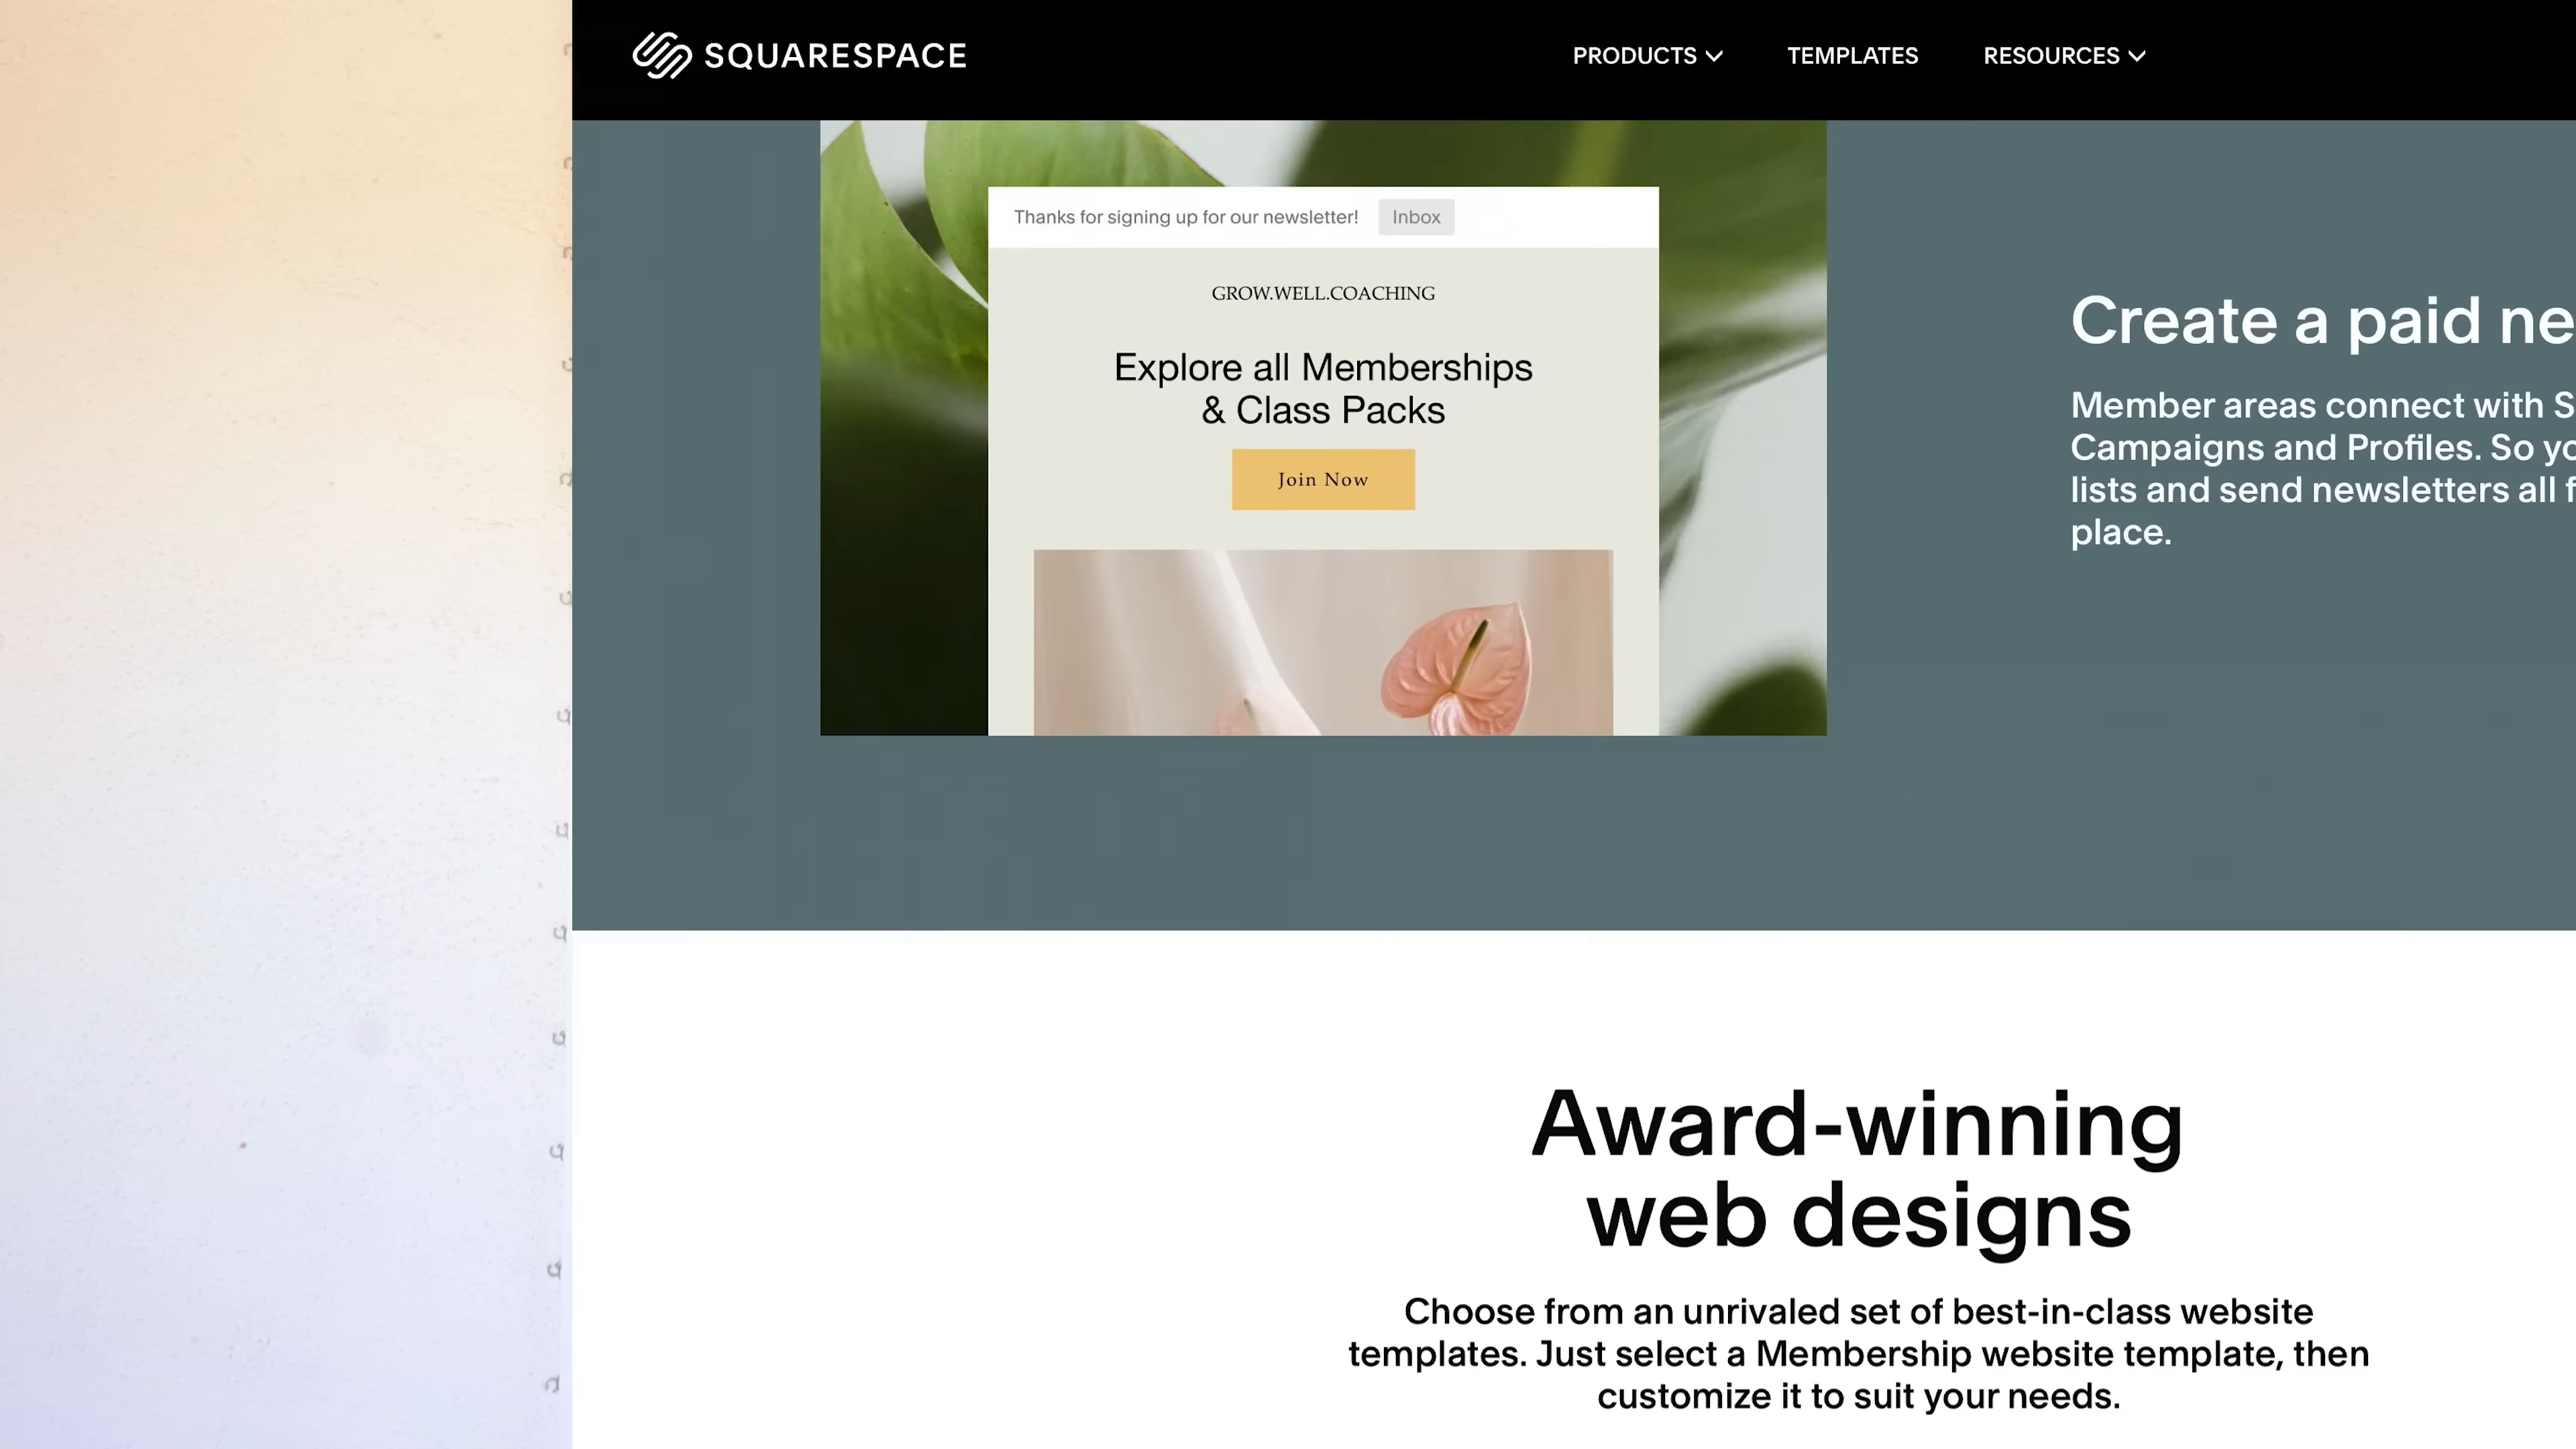 SQUARESPACE
PRODUCTS
TEMPLATES
RESOURCES
Thanks for signing up for our newsletter!
Inbox
GROW.WELL.COACHING
Explore all Memberships
& Class Packs
Join Now
Create a paid
Member areas connect with
Campaigns and Profiles. So
lists and send newsletters all
place.
Award-winning
web designs
Choose from an unrivaled set of best-in-class website
templates. Just select a Membership website template, then
customize it to suit your needs.